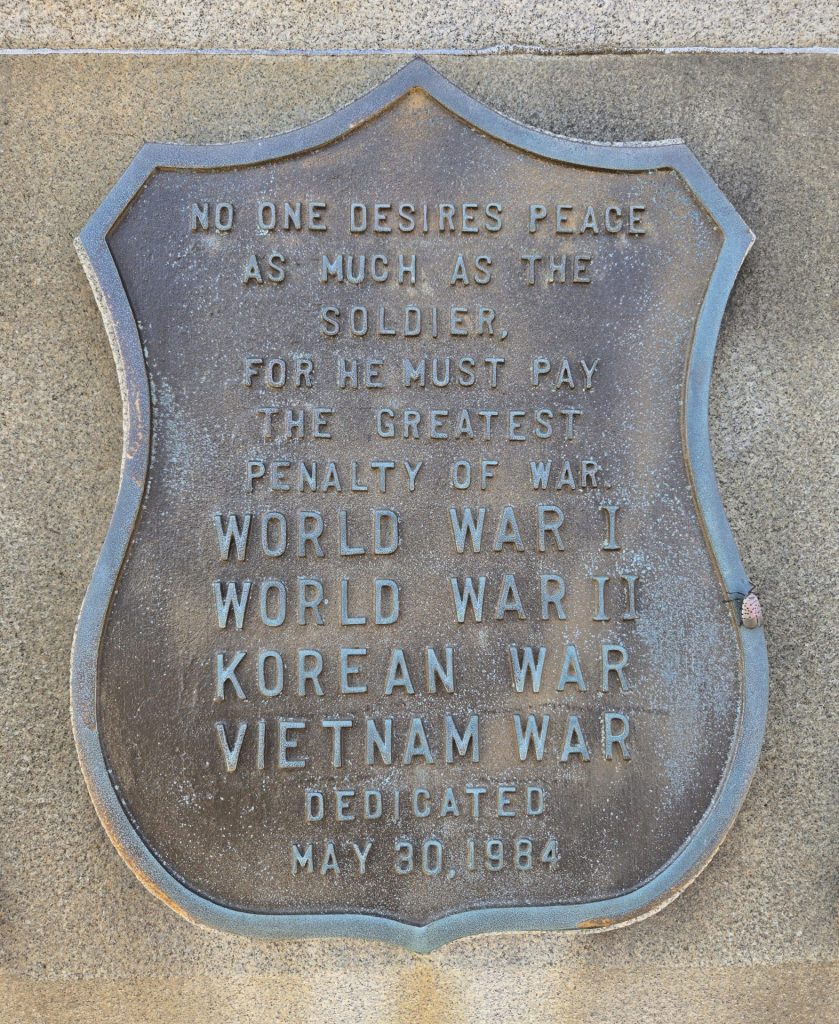 NO ONE DESIRES PEACE
AS MUCH AS THE
SOLDIER,
FOR HE MUST PAY
THE GREATEST
PENALTY OF WAR.
WORLD WAR I
WORLD WAR II
KOREAN WAR
VIETNAM WAR
DEDICATED
MAY 30, 1984